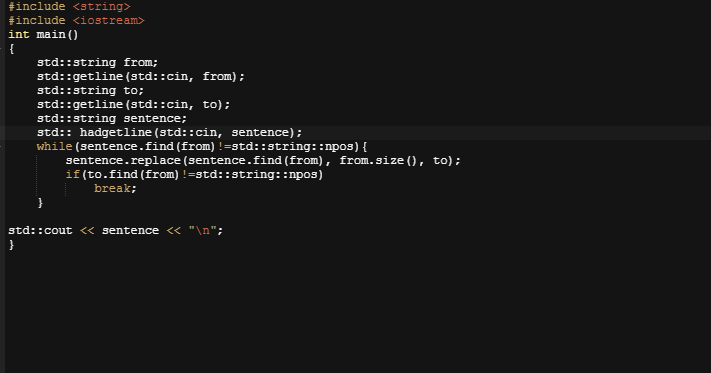 #include <string>
#include <iostream>
int main()
{
    std::string from;
    std::getline(std::cin, from);
    std::string to;
    std::getline(std::cin, to);
    std::string sentence;
    std:: hadgetline(std::cin, sentence);
    while(sentence.find(from)!=std::string::npos){
        sentence.replace(sentence.find(from), from.size(), to);
        if(to.find(from)!=std::string::npos)
            break;
    }

std::cout << sentence << "\n";
}